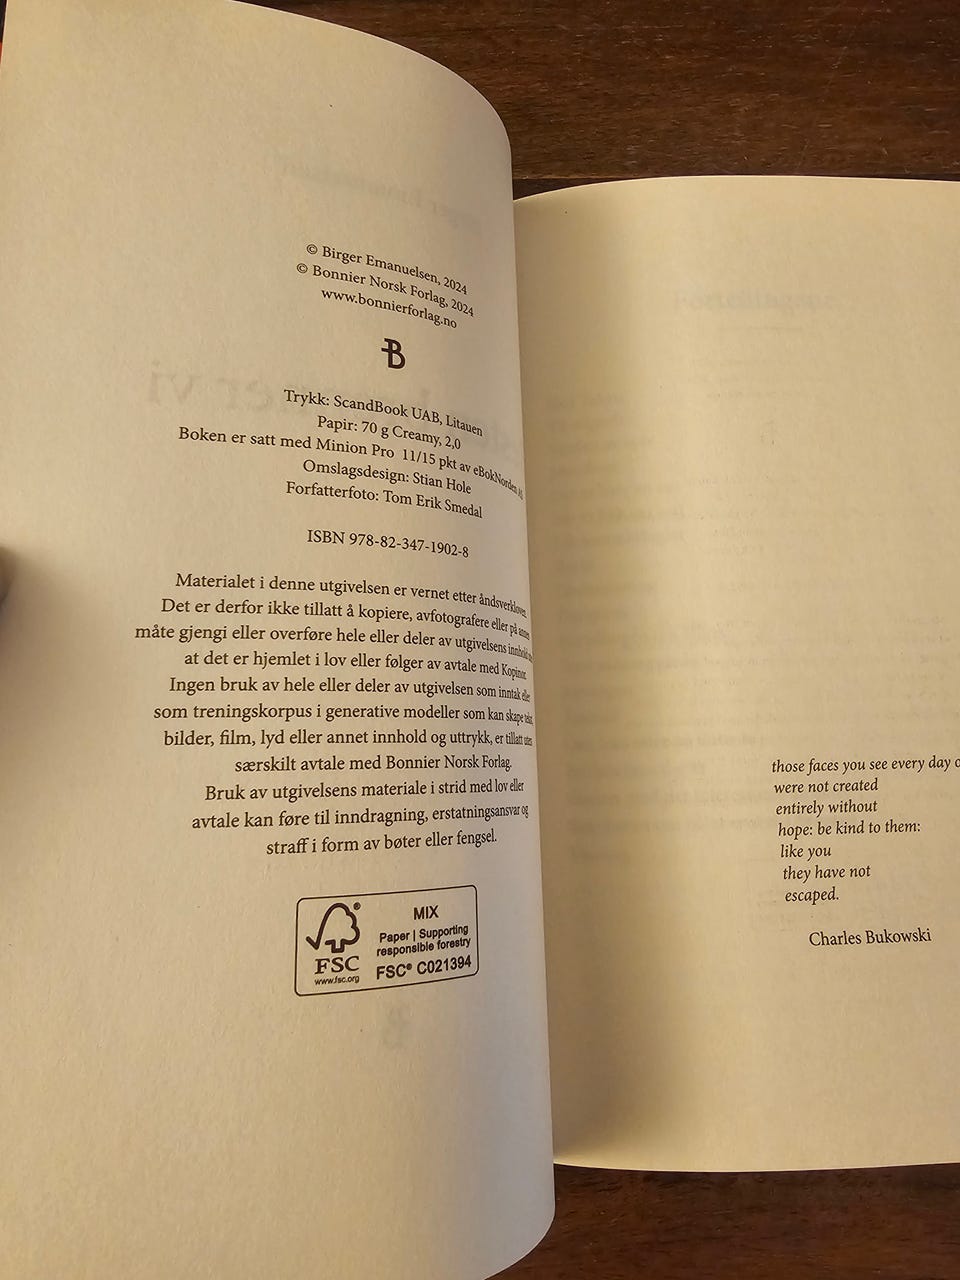 © Birger Emanuelsen, 2024
© Bonnier Norsk Forlag, 2024
www.bonnierforlag.no
B
Trykk: ScandBook UAB, Litauen
Papir: 70 g Creamy, 2,0
Boken er satt med Minion Pro 11/15 pkt av eBokNorden AS
Omslagsdesign: Stian Hole
Forfatterfoto: Tom Erik Smedal
ISBN 978-82-347-1902-8
Materialet i denne utgivelsen er vernet etter åndsverkloven.
Det er derfor ikke tillatt å kopiere, avfotografere eller på annen
måte gjengi eller overføre hele eller deler av utgivelsens innhold
at det er hjemlet i lov eller følger av avtale med Kopinor.
Ingen bruk av hele eller deler av utgivelsen som inntak eller
som treningskorpus i generative modeller som kan skape tekst,
bilder, film, lyd eller annet innhold og uttrykk, er tillatt uten
særskilt avtale med Bonnier Norsk Forlag.
Bruk av utgivelsens materiale i strid med lov eller
avtale kan føre til inndragning, erstatningsansvar og
straff i form av bøter eller fengsel.
FSC
www.fsc.org
MIX
Paper | Supporting
responsible forestry
FSC® C021394
those faces you see every day
were not created
entirely without
hope: be kind to them:
like you
they have not
escaped.
Charles Bukowski